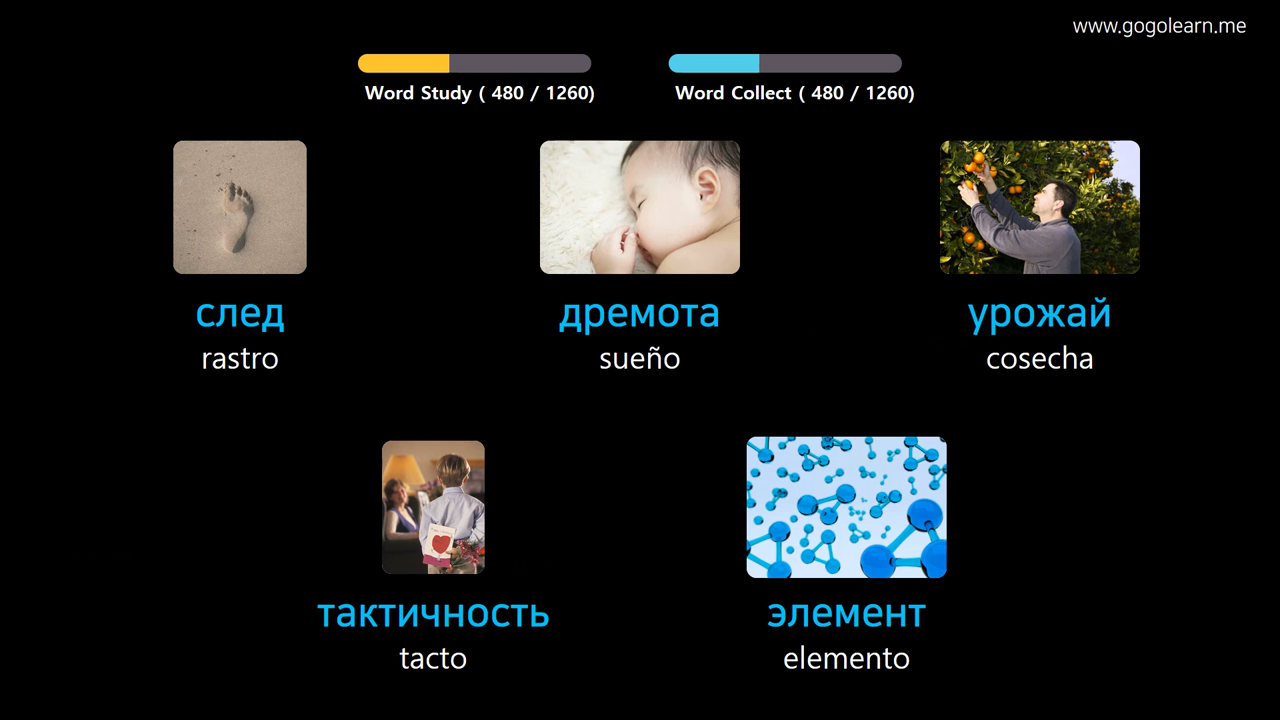 www.gogolearn.me
Word Study ( 480 / 1260)
Word Collect ( 480 / 1260)
след
rastro
дремота
sueño
урожай
cosecha
тактичность
tacto
элемент
elemento